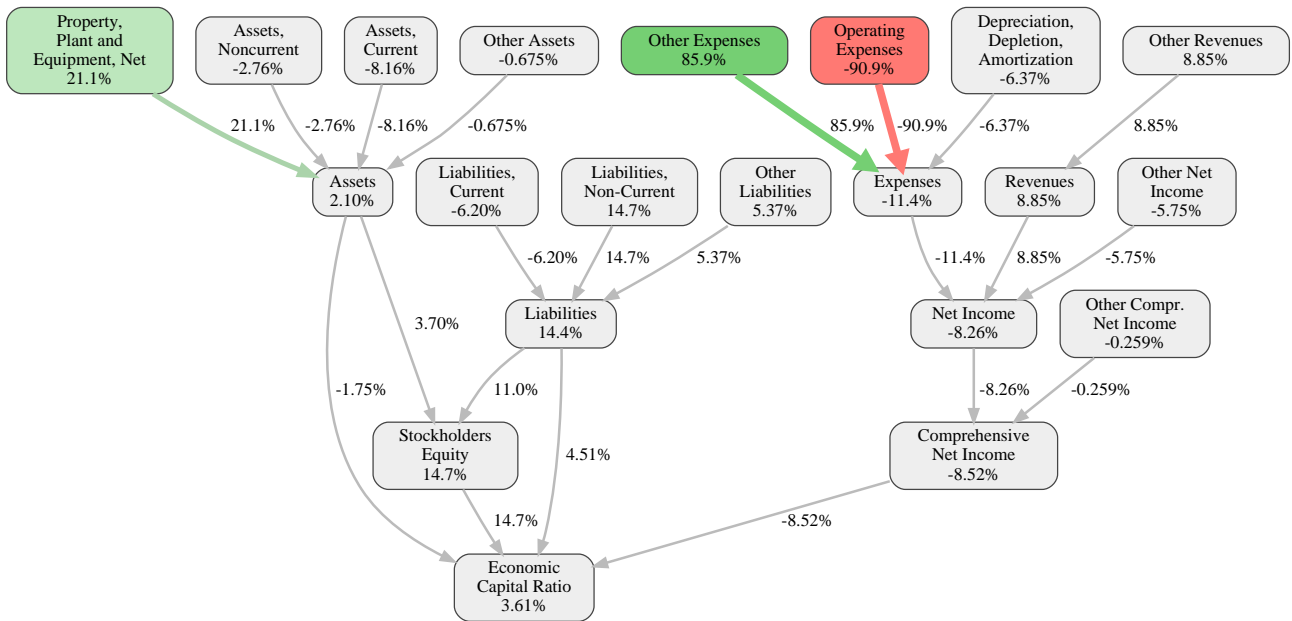 Property,
Plant and
Equipment, Net
21.1%
Assets,
Noncurrent
-2.76%
Assets,
Current
-8.16%
Other Assets
-0.675%
Other Expenses
85.9%
Operating
Expenses
-90.9%
Depreciation,
Depletion,
Amortization
-6.37%
Other Revenues
8.85%
21.1%
-2.76%
-8.16%
-0.675%
85.9%
-90.9%
-6.37%
8.85%
Assets
2.10%
Liabilities,
Current
-6.20%
Liabilities,
Non-Current
14.7%
Other
Liabilities
5.37%
Expenses
-11.4%
Revenues
8.85%
Other Net
Income
-5.75%
-6.20%
14.7%
5.37%
-11.4%
8.85%
-5.75%
3.70%
Liabilities
14.4%
Net Income
-8.26%
Other Compr.
Net Income
-0.259%
-1.75%
11.0%
-8.26%
-0.259%
Stockholders
Equity
14.7%
4.51%
Comprehensive
Net Income
-8.52%
14.7%
-8.52%
Economic
Capital Ratio
3.61%